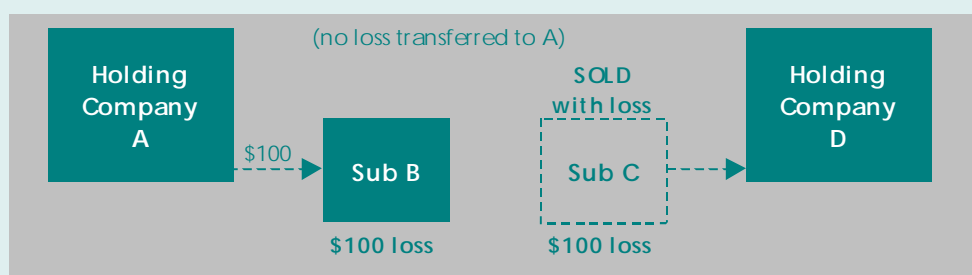 (no loss transferred to A)
Holding
Company
A
$100
Sub B
$100 loss
SOLD
with loss
Sub C
$100 loss
Holding
Company
D